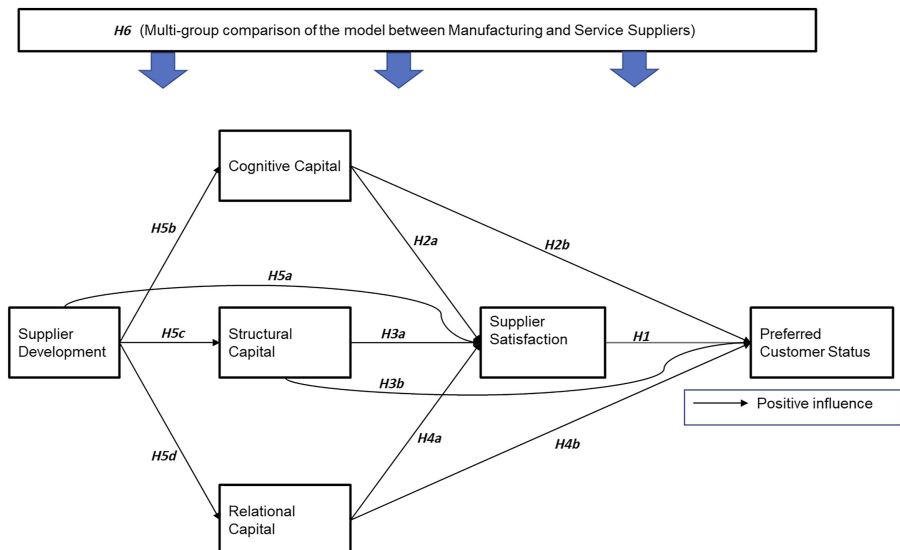 H6 (Multi-group comparison of the model between Manufacturing and Service Suppliers)
Cognitive Capital
H5b
H2a
H2b
H5a
Supplier
Development
H5c
Structural
Capital
H3a
Supplier
Satisfaction
H1
Preferred
Customer Status
H3b
Positive influence
H5d
H4a
H4b
Relational
Capital